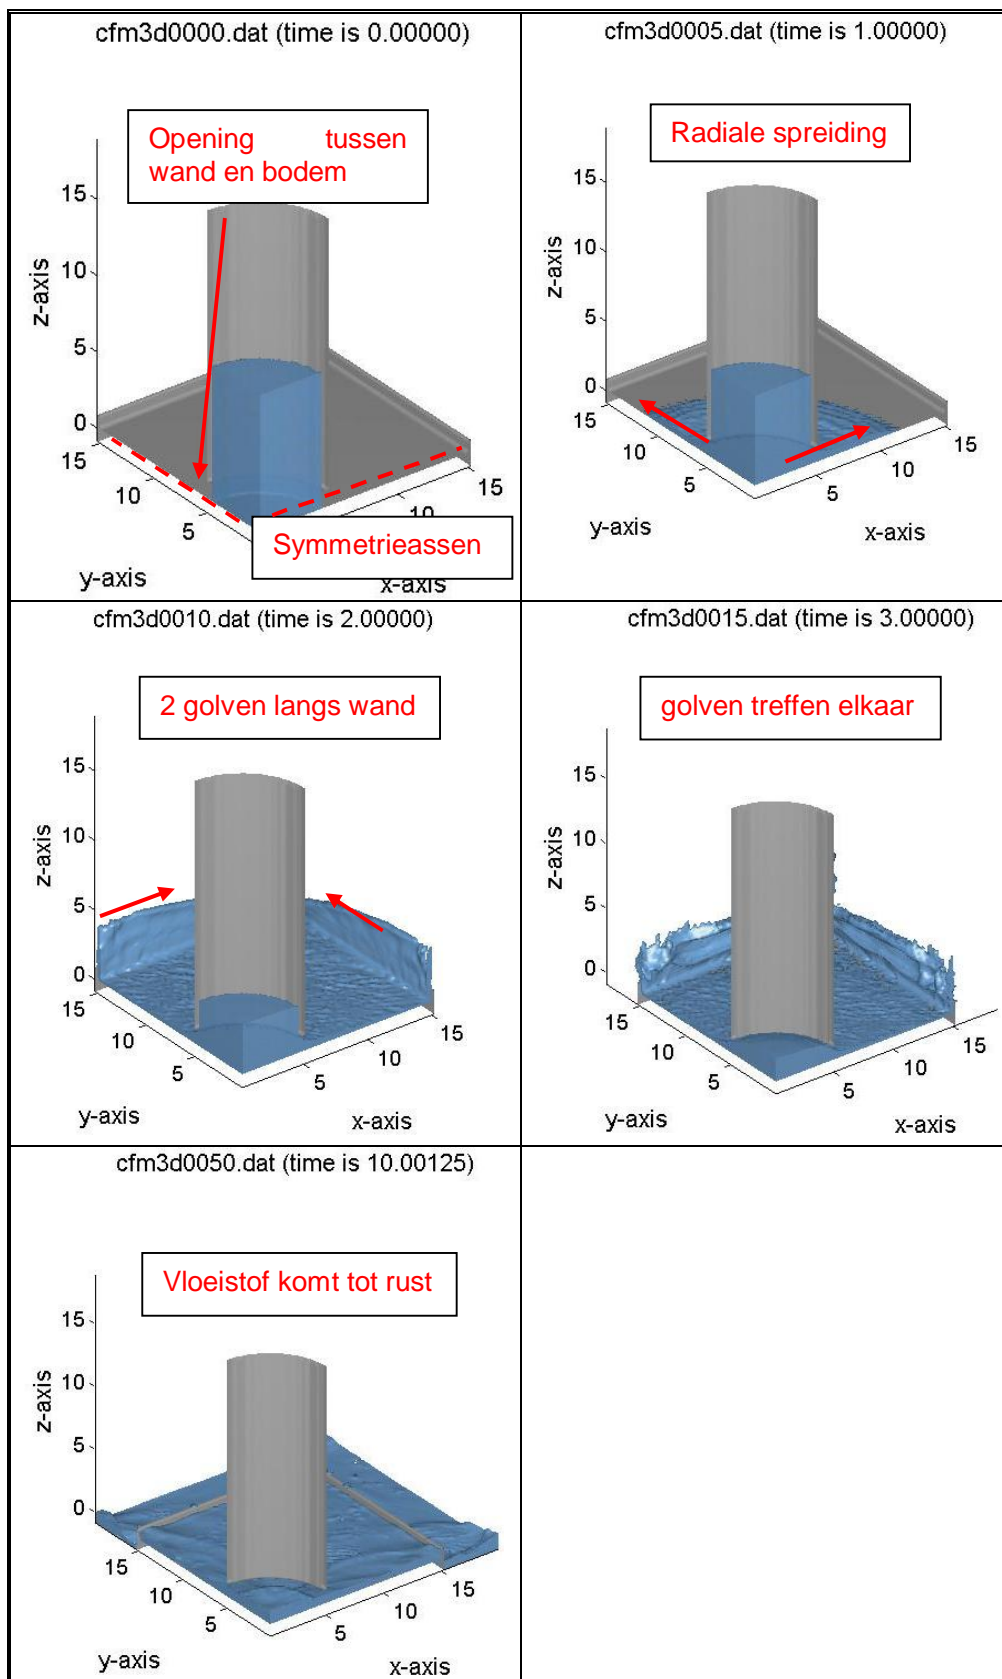 cfm3d0000.dat (time is 0.00000)
Opening tussen
wand en bodem
15
10
5
0
z-axis
15
10
5
y-axis
Symmetrieassen
10
15
x-axis
cfm3d0005.dat (time is 1.00000)
Radiale spreiding
15
10
5
0
z-axis
15
10
5
y-axis
5
10
15
x-axis
cfm3d0010.dat (time is 2.00000)
2 golven langs wand
15
10
5
0
z-axis
15
10
5
y-axis
5
10
15
x-axis
cfm3d0015.dat (time is 3.00000)
golven treffen elkaar
15
10
5
0
z-axis
15
10
5
y-axis
5
10
15
x-axis
cfm3d0050.dat (time is 10.00125)
Vloeistof komt tot rust
15
10
5
0
z-axis
15
10
5
y-axis
5
10
15
x-axis